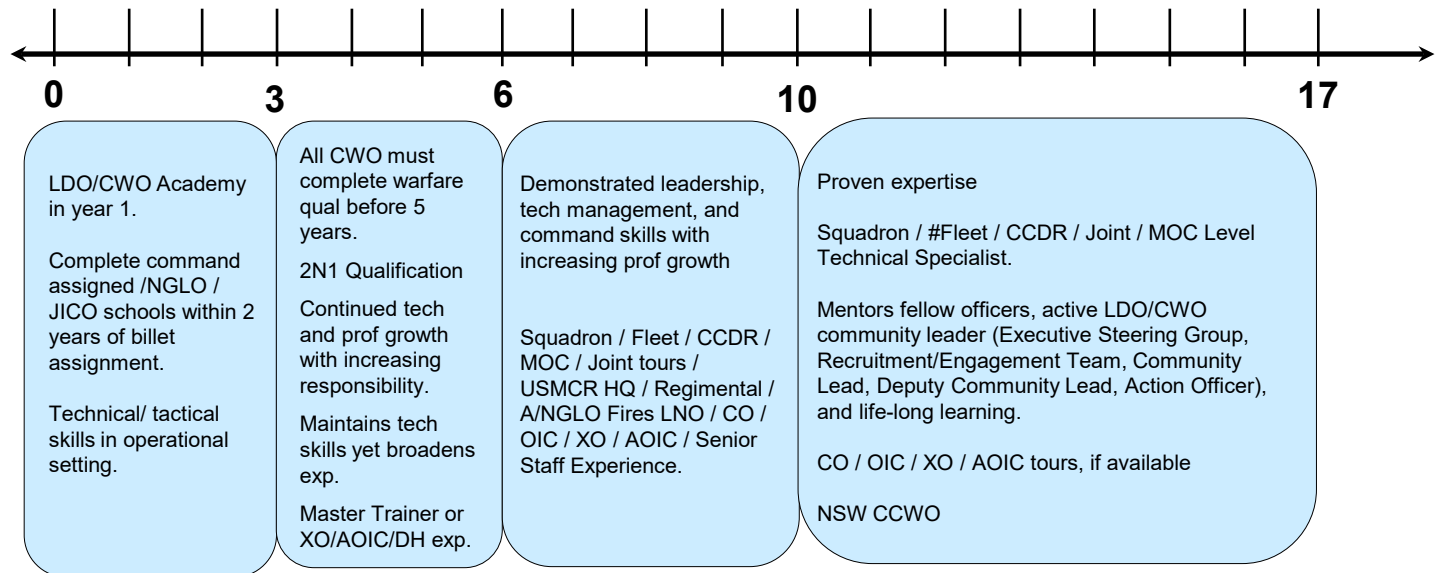 0
3
6
10
17
LDO/CWO Academy
in year 1.
Complete command
assigned /NGLO /
JICO schools within 2
years of billet
assignment.
Technical/ tactical
skills in operational
setting.
All CWO must
complete warfare
qual before 5
years.
2N1 Qualification
Continued tech
and prof growth
with increasing
responsibility.
Maintains tech
skills yet broadens
exp.
Master Trainer or
XO/AOIC/DH exp.
Demonstrated leadership,
tech management, and
command skills with
increasing prof growth
Squadron / Fleet / CCDR /
MOC / Joint tours /
USMCR HQ / Regimental /
A/NGLO Fires LNO / CO /
OIC / XO / AOIC / Senior
Staff Experience.
Proven expertise
Squadron / #Fleet / CCDR / Joint / MOC Level
Technical Specialist.
Mentors fellow officers, active LDO/CWO
community leader (Executive Steering Group,
Recruitment/Engagement Team, Community
Lead, Deputy Community Lead, Action Officer),
and life-long learning.
CO / OIC / XO / AOIC tours, if available
NSW CCWO